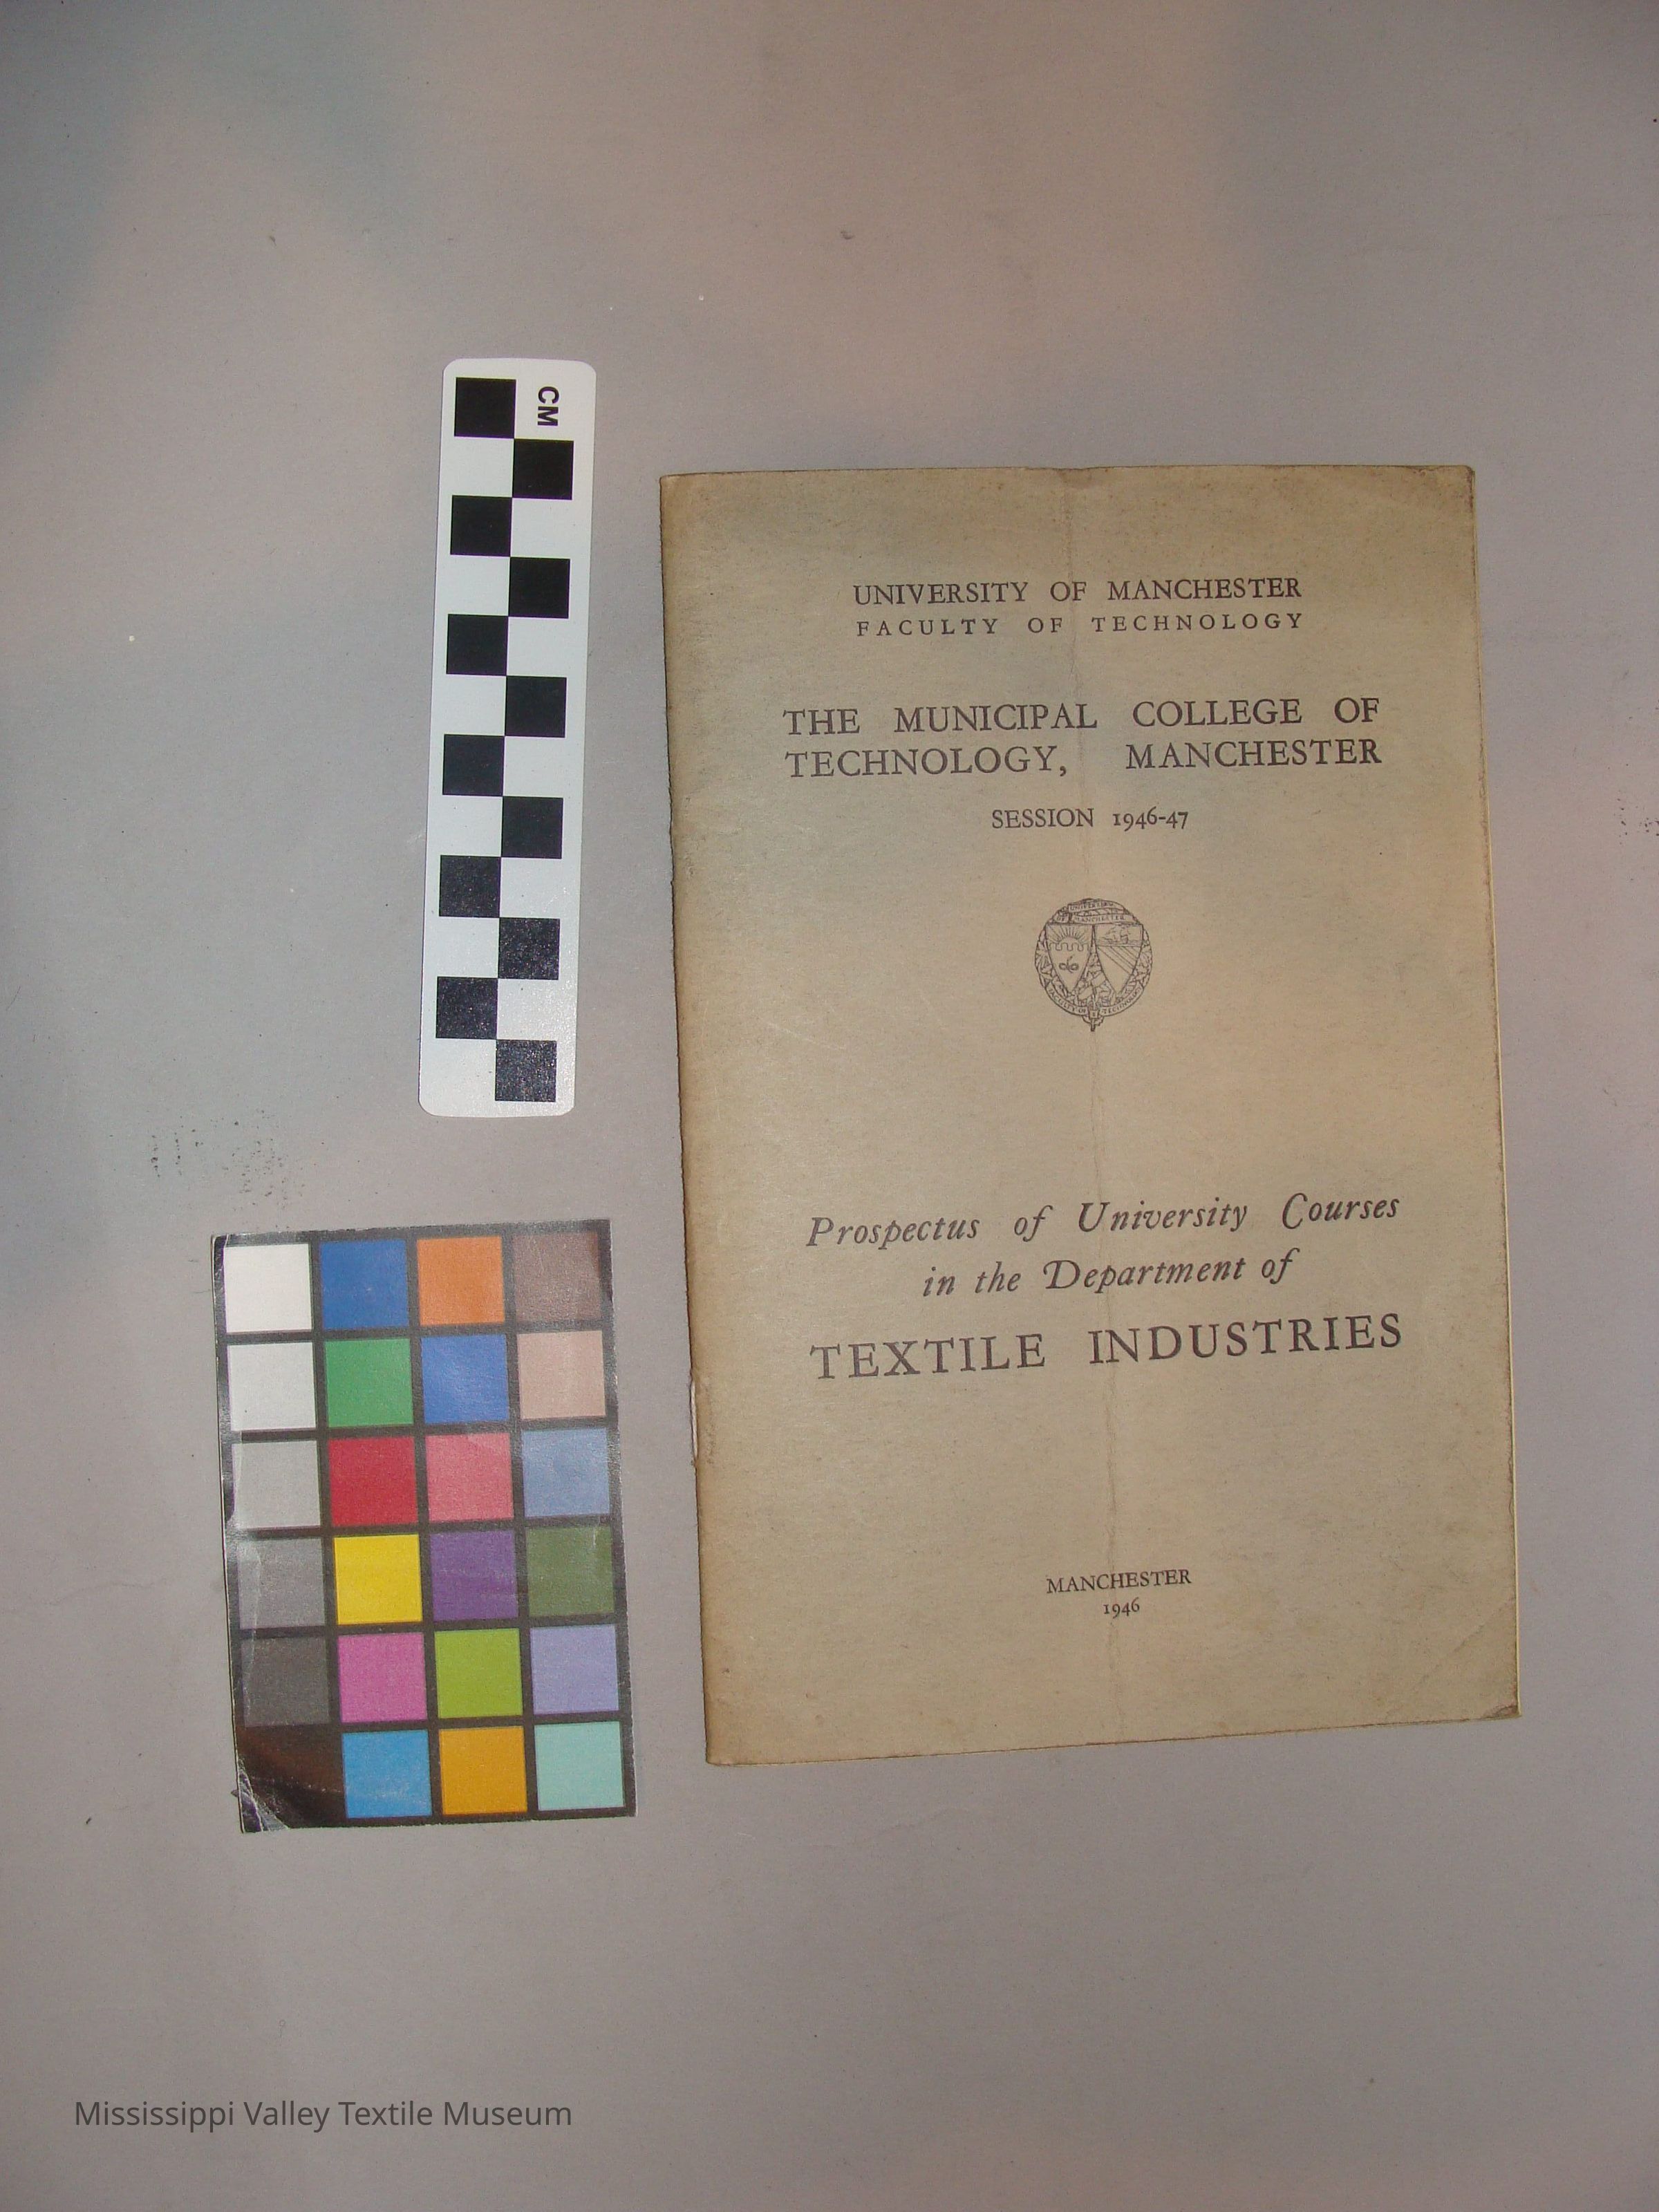 CM
UNIVERSITY OF MANCHESTER
FACULTY OF TECHNOLOGY
THE MUNICIPAL COLLEGE OF
TECHNOLOGY, MANCHESTER
SESSION 1946-47
Prospectus of University Courses
in the Department of
TEXTILE INDUSTRIES
MANCHESTER
1946
Mississippi Valley Textile Museum